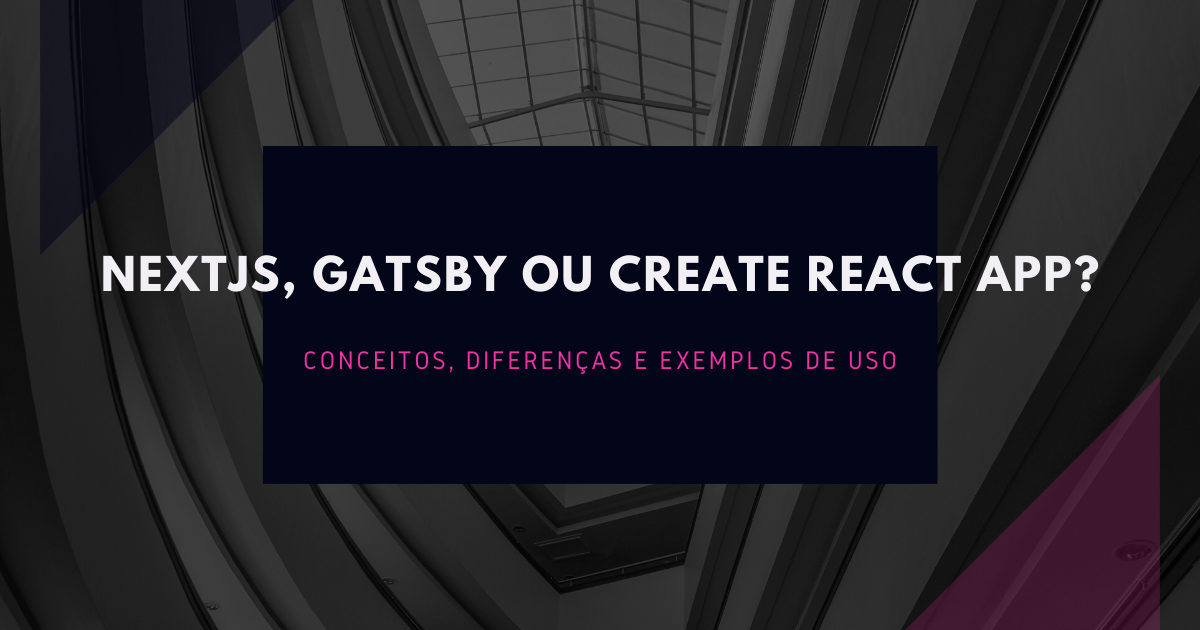 NEXTJS, GATSBY OU CREATE REACT APP?
CONCEITOS, DIFERENÇAS E EXEMPLOS DE USO